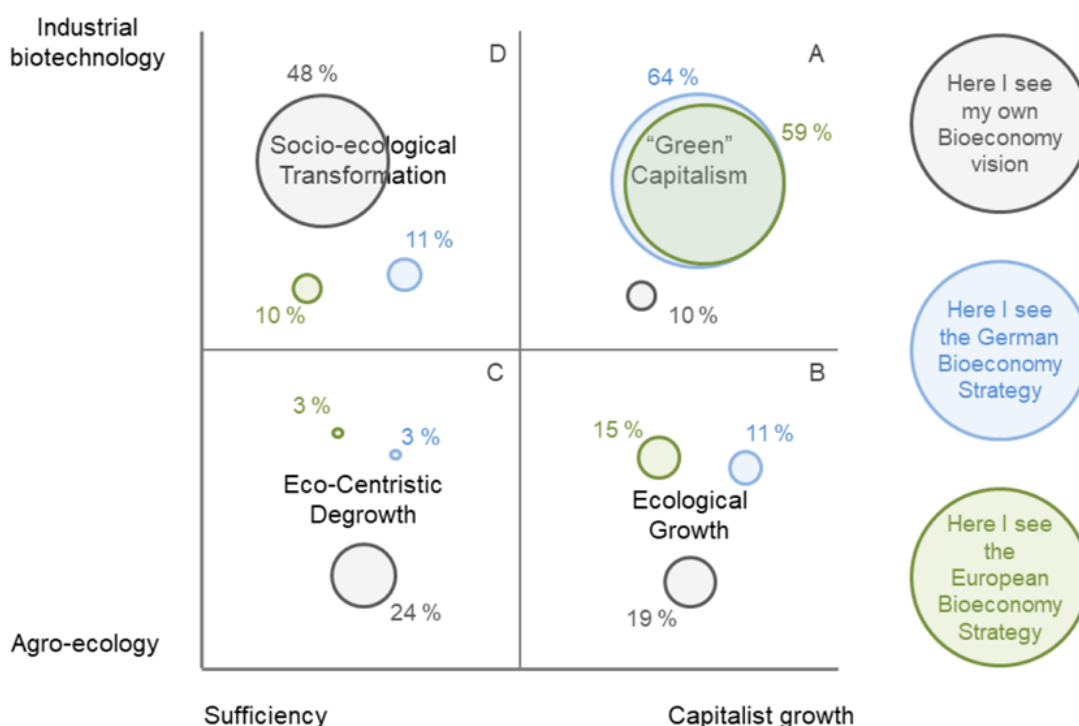 Industrial
biotechnology
D
48 %
Socio-ecological
Transformation
11 %
10 %
A
64 %
59 %
"Green"
Capitalism
10 %
C
3 %
3 %
Eco-Centristic
Degrowth
24 %
B
15 %
11 %
Ecological
Growth
19 %
Agro-ecology
Sufficiency
Capitalist growth
Here I see
my own
Bioeconomy
vision
Here I see
the German
Bioeconomy
Strategy
Here I see
the
European
Bioeconomy
Strategy